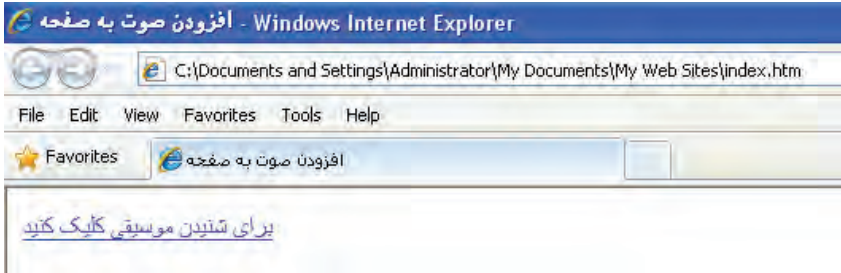 افزودن صوت به صفحه - Windows Internet Explorer
C:\Documents and Settings\Administrator\My Documents\My Web Sites\index.htm
File Edit View Favorites Tools Help
Favorites افزودن صوت به صفحه
برای شنیدن موسیقی کلیک کنید